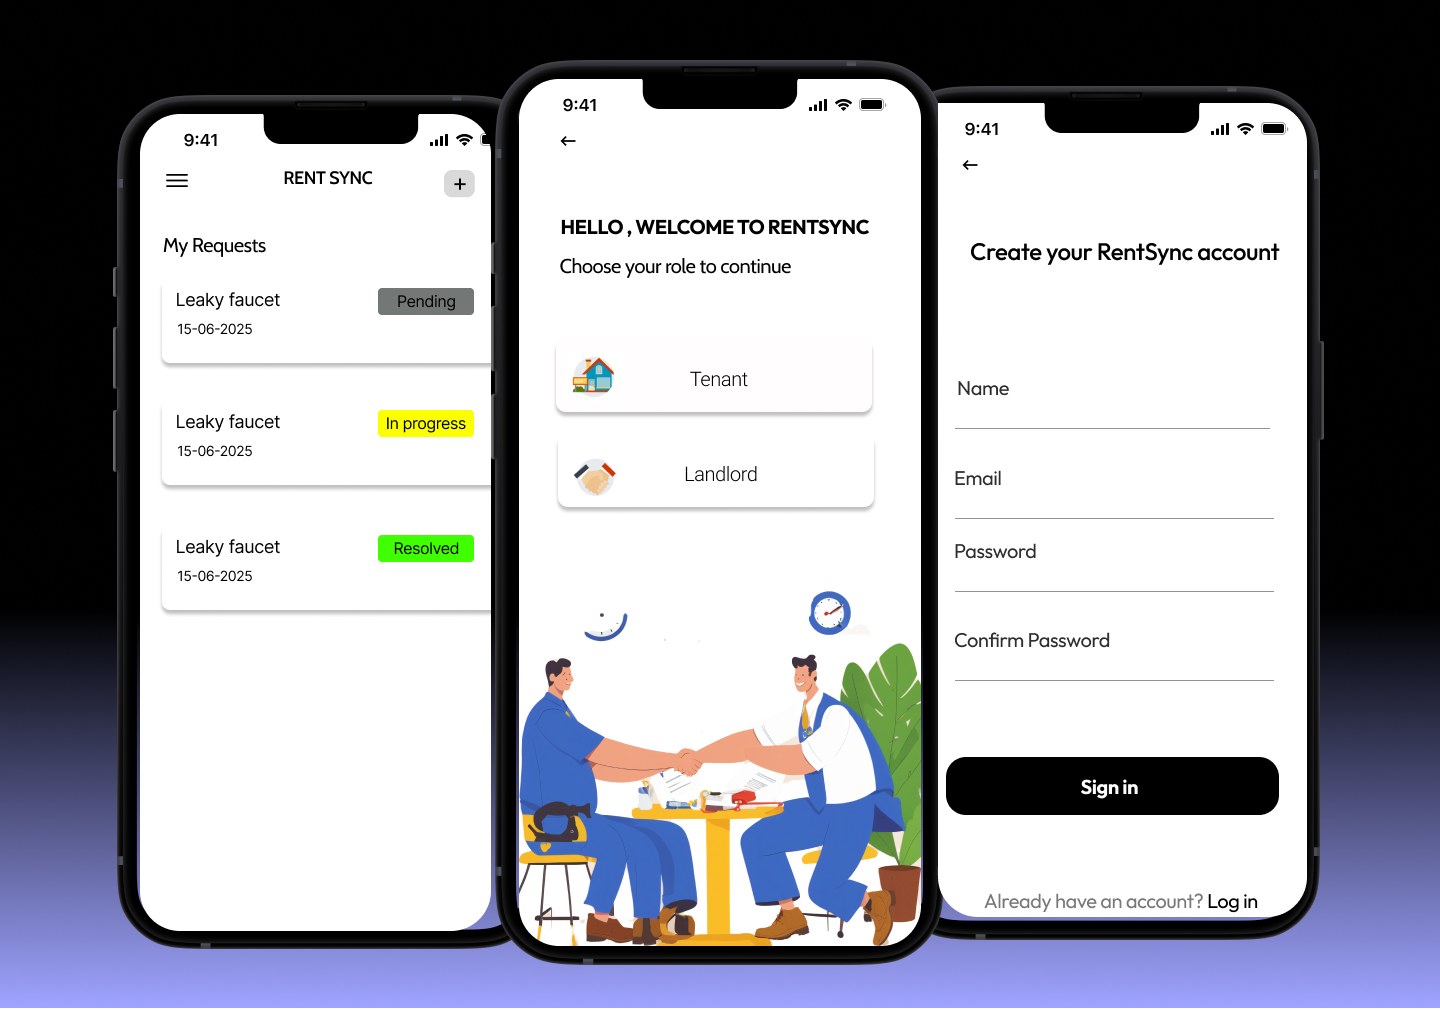 9:41
RENT SYNC
+
My Requests
Leaky faucet
Pending
15-06-2025
Leaky faucet
In progress
15-06-2025
Leaky faucet
Resolved
15-06-2025
9:41
HELLO , WELCOME TO RENTSYNC
Choose your role to continue
Tenant
Landlord
9:41
Create your RentSync account
Name
Email
Password
Confirm Password
Sign in
Already have an account? Log in